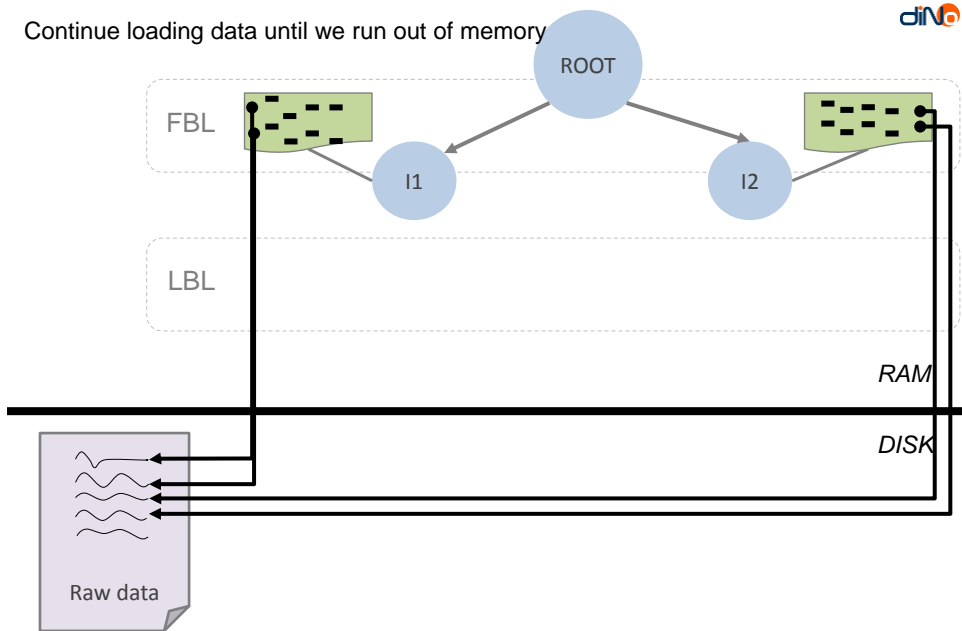 Continue loading data until we run out of memory
diNo
ROOT
FBL
I1
I2
LBL
RAM
DISK
Raw data